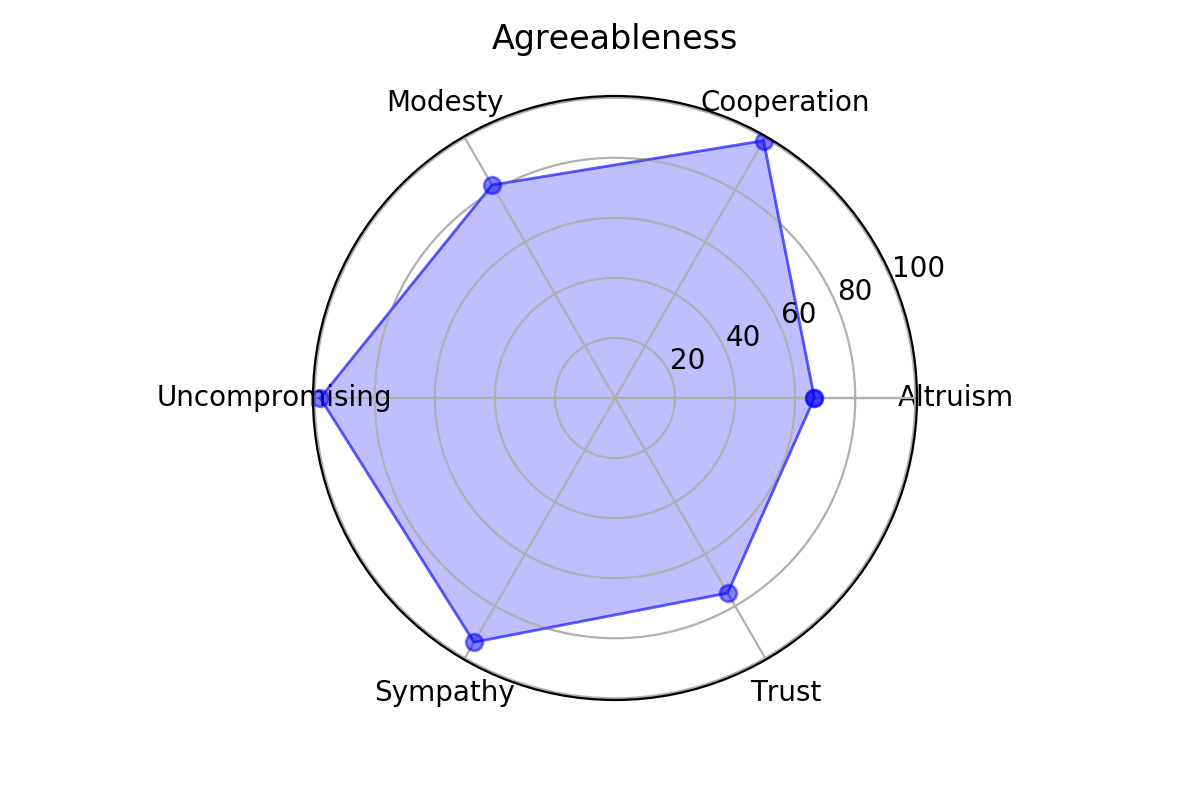 Agreeableness
Modesty
Cooperation
100
80
60
40
20
Uncompromising
Altruism
Sympathy
Trust